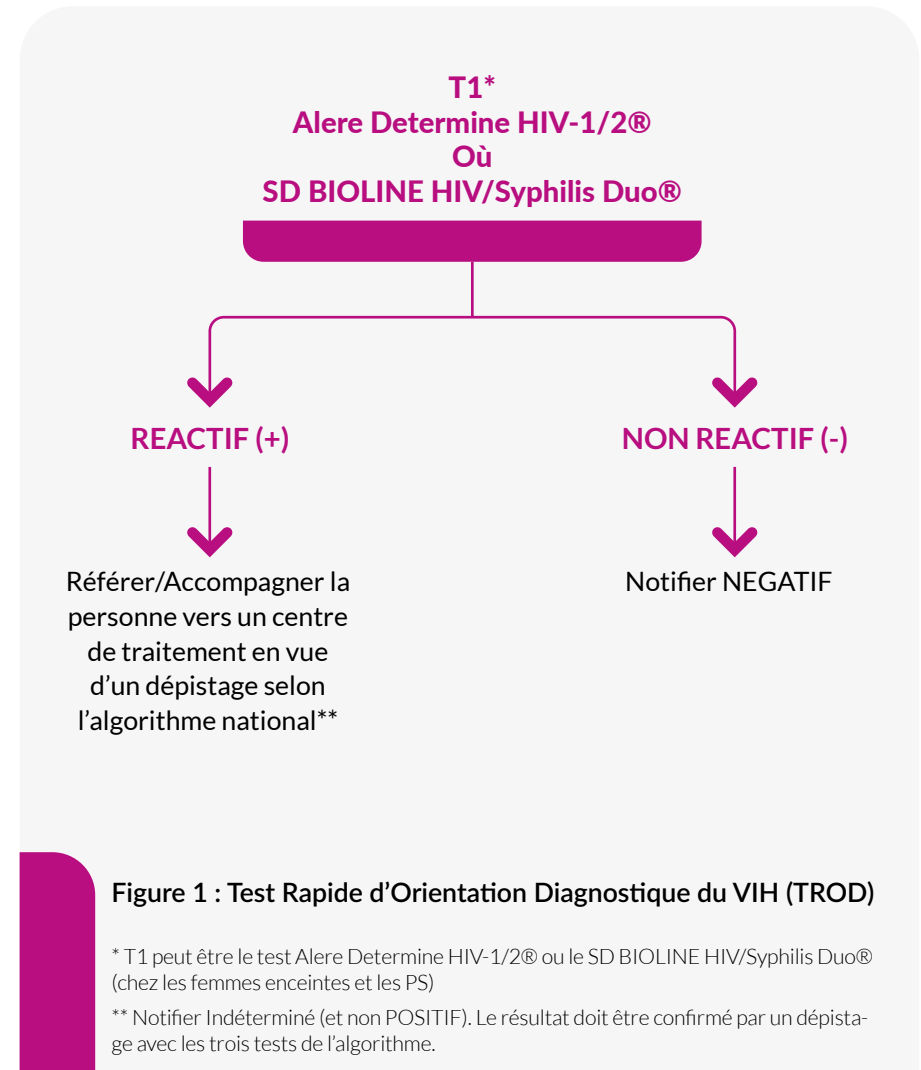 T1*
Alere Determine HIV-1/2®
Où
SD BIOLINE HIV/Syphilis Duo®
REACTIF (+)
NON REACTIF (-)
Référer/Accompagner la
personne vers un centre
de traitement en vue
d’un dépistage selon
l’algorithme national**
Notifier NEGATIF
Figure 1 : Test Rapide d’Orientation Diagnostique du VIH (TROD)
* T1 peut être le test Alere Determine HIV-1/2® ou le SD BIOLINE HIV/Syphilis Duo®
(chez les femmes enceintes et les PS)
** Notifier Indéterminé (et non POSITIF). Le résultat doit être confirmé par un dépista-
ge avec les trois tests de l’algorithme.